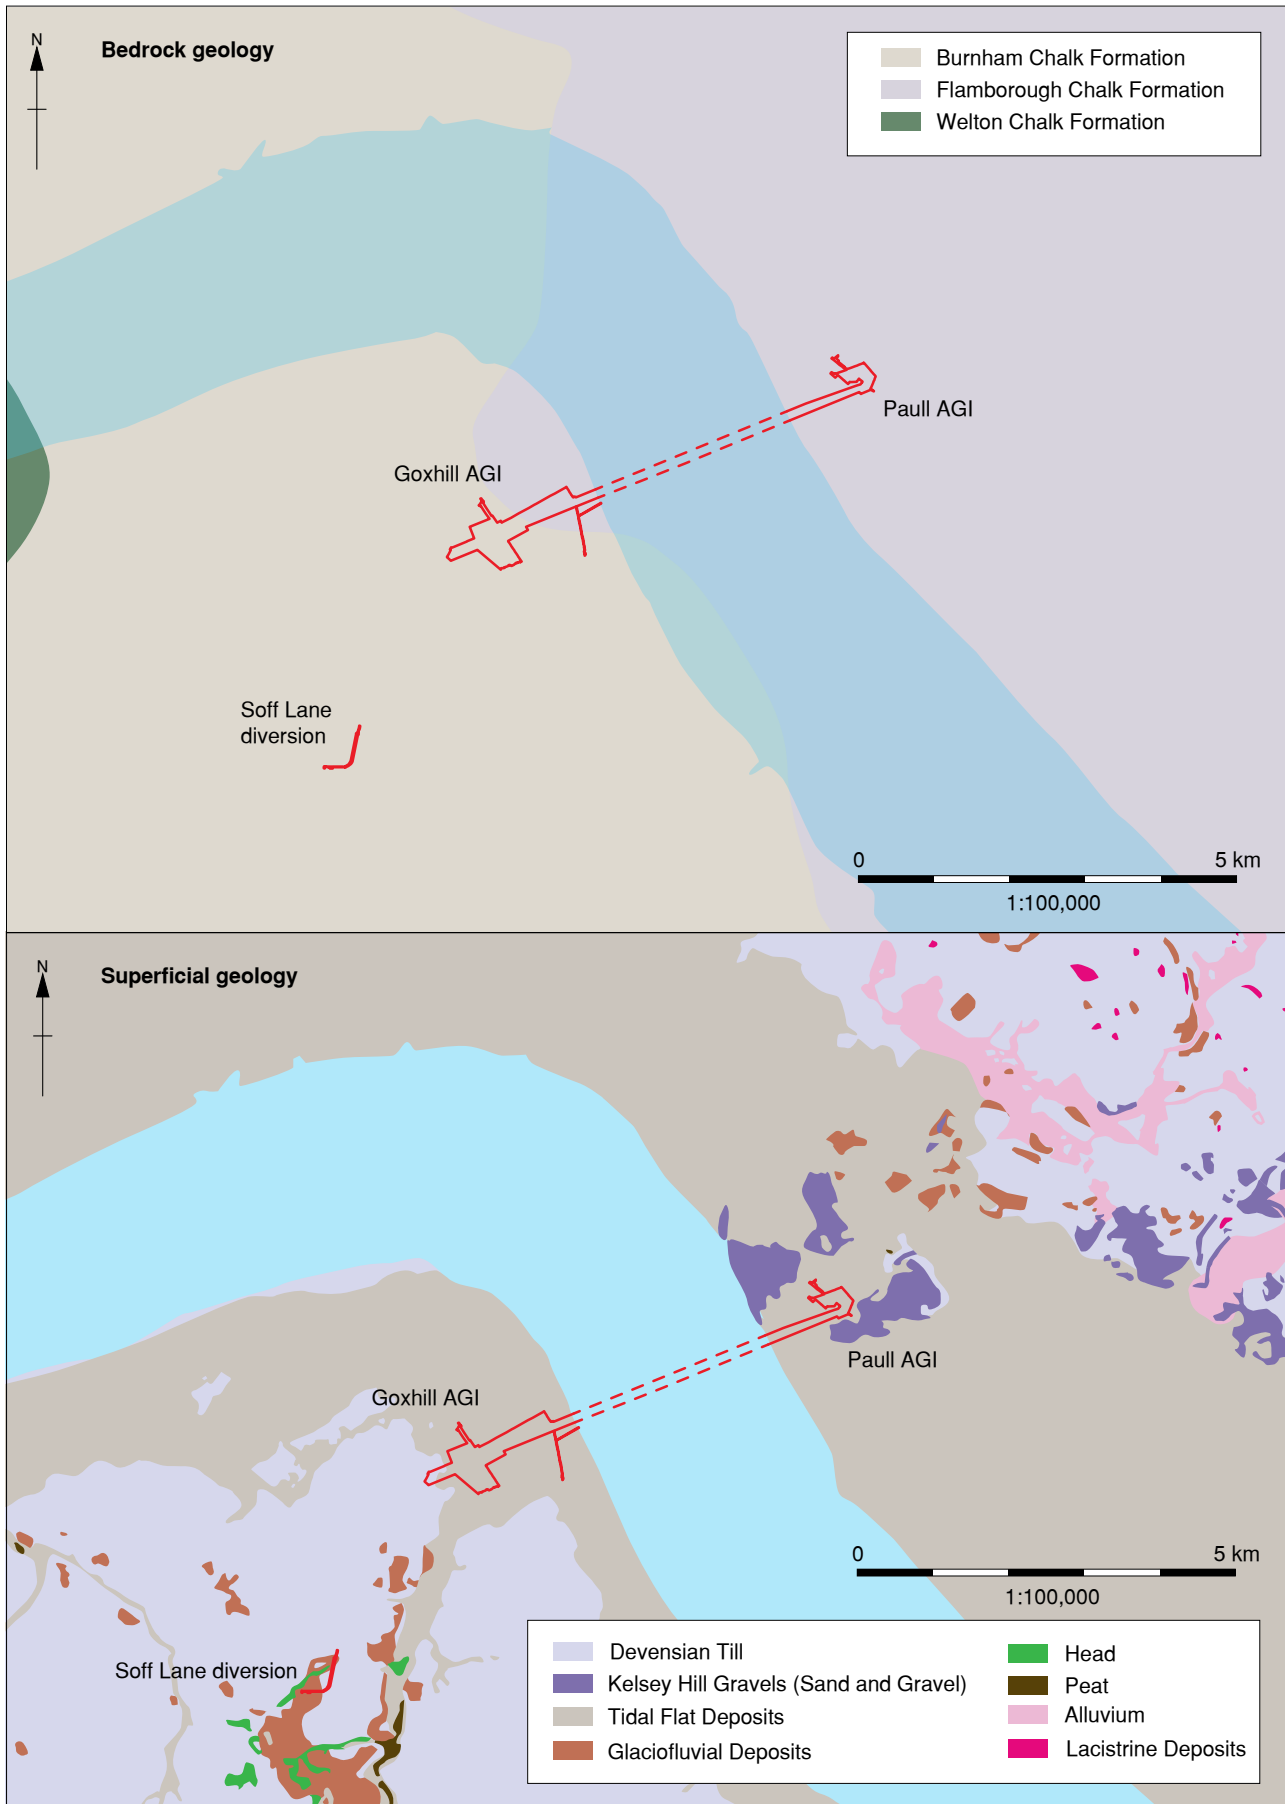 N
Bedrock geology
Burnham Chalk Formation
Flamborough Chalk Formation
Welton Chalk Formation
Paull AGI
Goxhill AGI
Soff Lane
diversion
0 5 km
1:100,000
N
Superficial geology
Paull AGI
Goxhill AGI
0 5 km
1:100,000
Soff Lane diversion
Devensian Till
Kelsey Hill Gravels (Sand and Gravel)
Tidal Flat Deposits
Glaciofluvial Deposits
Head
Peat
Alluvium
Lacistrine Deposits